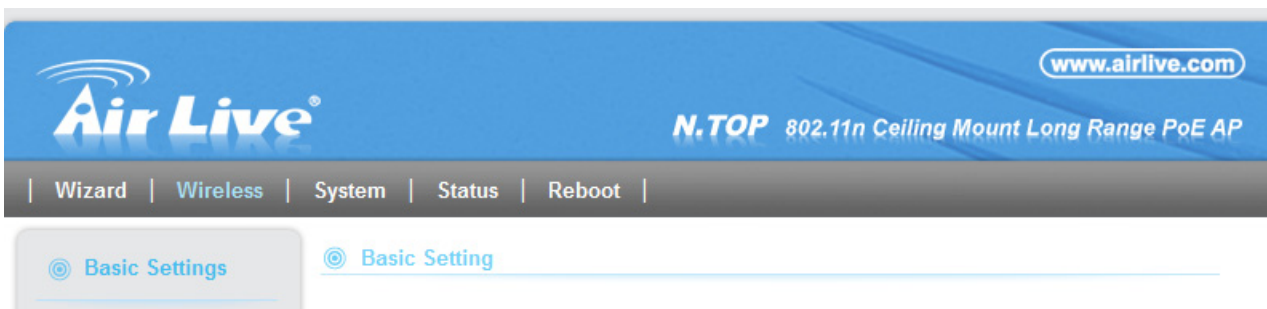 www.airlive.com
Air Live®
N.TOP 802.11n Ceiling Mount Long Range PoE AP
| Wizard | Wireless | System | Status | Reboot |
Basic Settings
Basic Setting